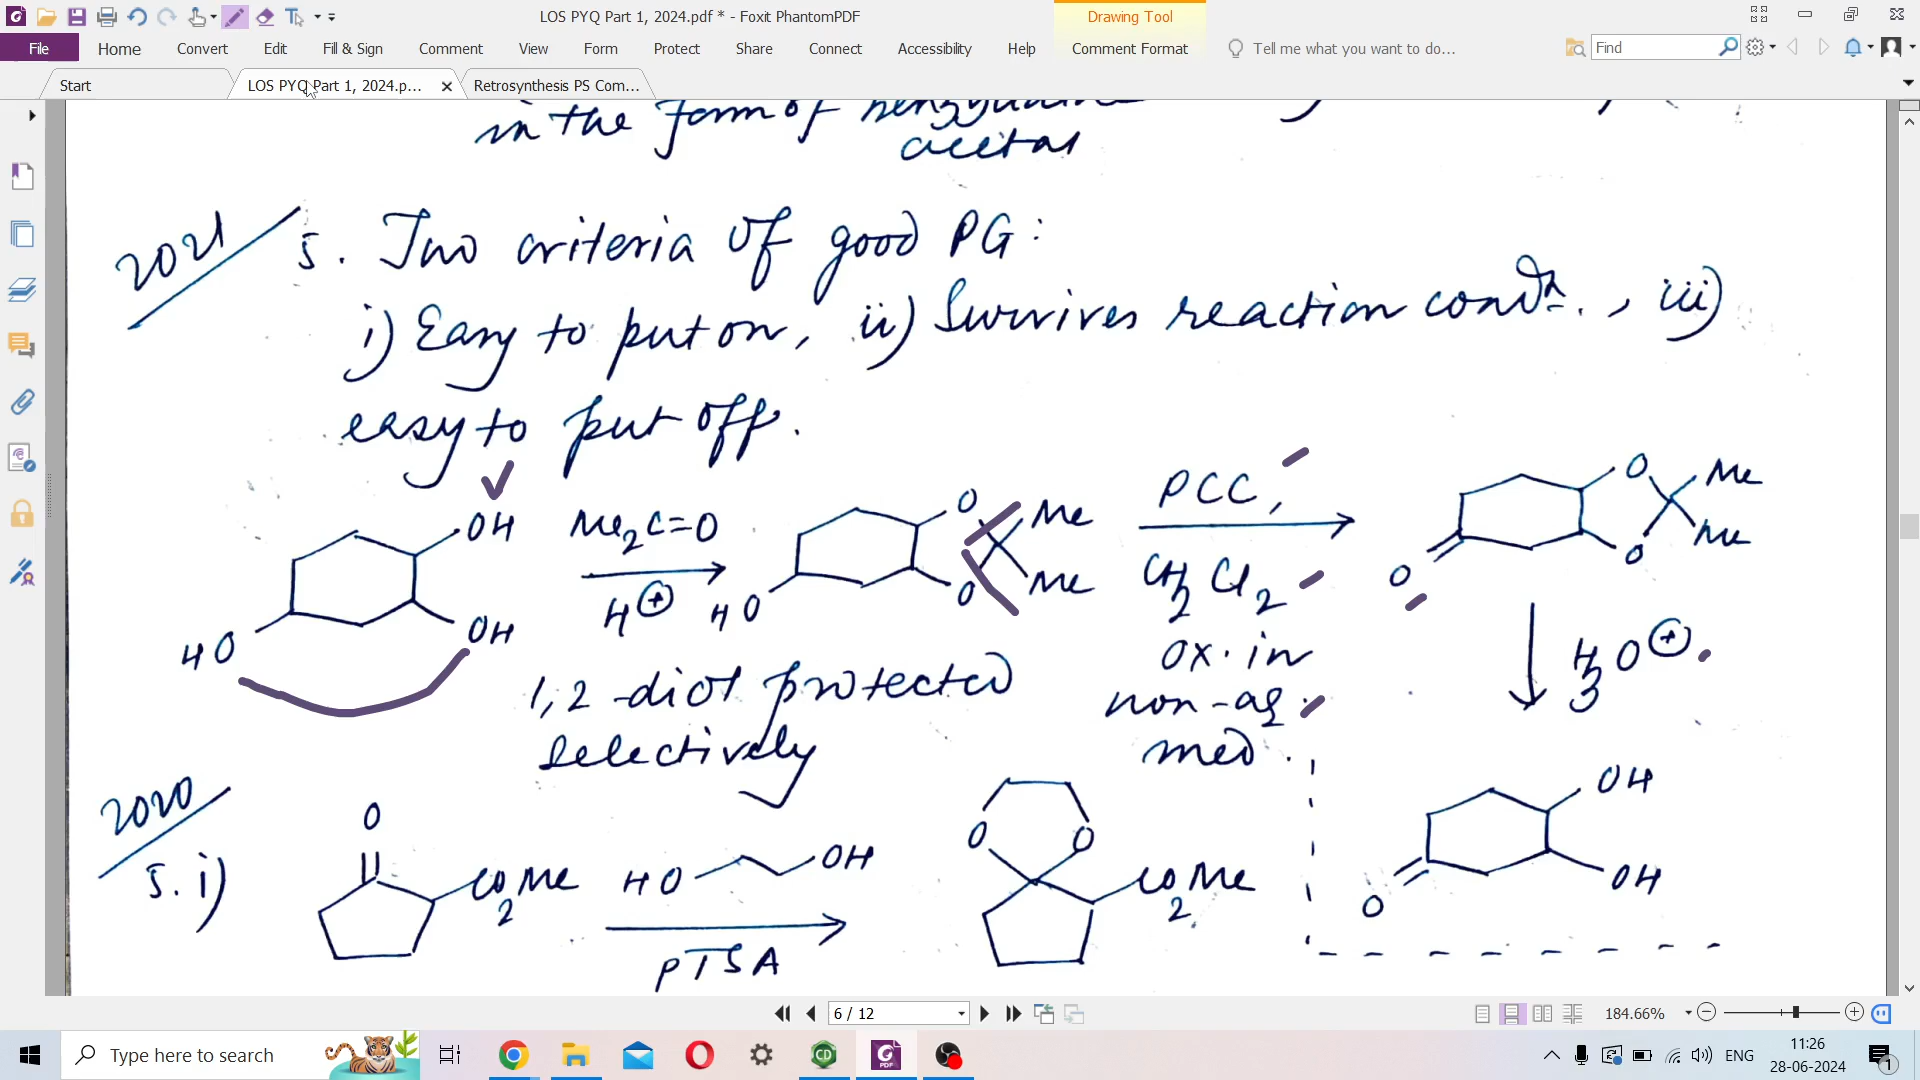 LOS PYQ Part 1, 2024.pdf * - Foxit PhantomPDF
Drawing Tool
File Home Convert Edit Fill & Sign Comment View Form Protect Share Connect Accessibility Help Comment Format Tell me what you want to do... Find
Start LOS PYQ Part 1, 2024.p... Retrosynthesis PS Com...
in the form of
acetal
2021
5. Two criteria of good PG:
i) Easy to put on, ii) Survives reaction condn., iii)
easy to put off.
OH
OH
HO
Me2C=O
H+
O
O
Me
Me
HO
PCC,
CH2Cl2
ox. in
non-aq
med.
O
O
Me
Me
O
H3O+
1,2-diol protected
selectively
OH
OH
O
2020
5. i)
O
CO2Me
HO OH
PTSA
O
O
CO2Me
6 / 12
184.66%
Type here to search
ENG
11:26
28-06-2024
1